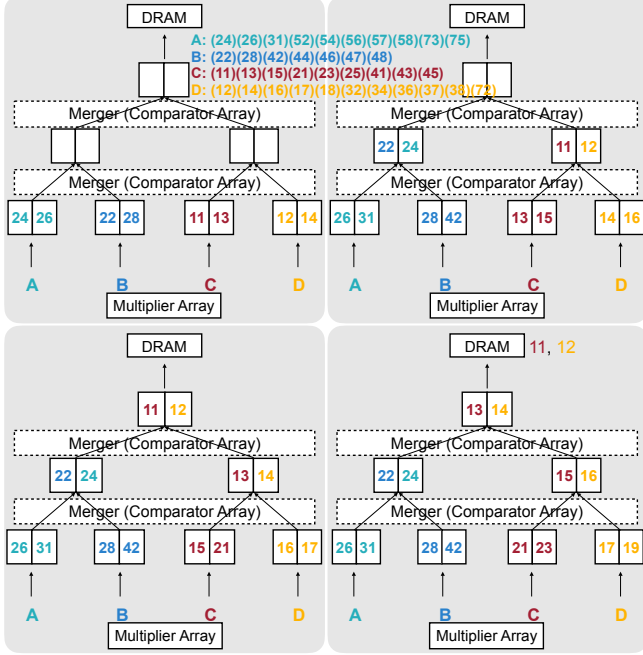 DRAM
A: (24)(26)(31)(52)(54)(56)(57)(58)(73)(75)
B: (22)(28)(42)(44)(46)(47)(48)
C: (11)(13)(15)(21)(23)(25)(41)(43)(45)
D: (12)(14)(16)(17)(18)(32)(34)(36)(37)(38)(72)
Merger (Comparator Array)
Merger (Comparator Array)
24 26 22 28 11 13 12 14
A B C D
Multiplier Array
DRAM
Merger (Comparator Array)
22 24 11 12
Merger (Comparator Array)
26 31 28 42 13 15 14 16
A B C D
Multiplier Array
DRAM
11 12
Merger (Comparator Array)
22 24 13 14
Merger (Comparator Array)
26 31 28 42 15 21 16 17
A B C D
Multiplier Array
DRAM 11, 12
13 14
Merger (Comparator Array)
22 24 15 16
Merger (Comparator Array)
26 31 28 42 21 23 17 19
A B C D
Multiplier Array